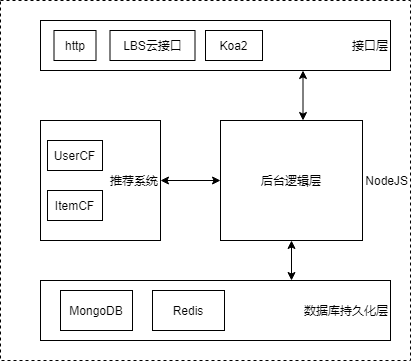 http
LBS云接口
Koa2
接口层
UserCF
ItemCF
推荐系统
后台逻辑层
NodeJS
MongoDB
Redis
数据库持久化层